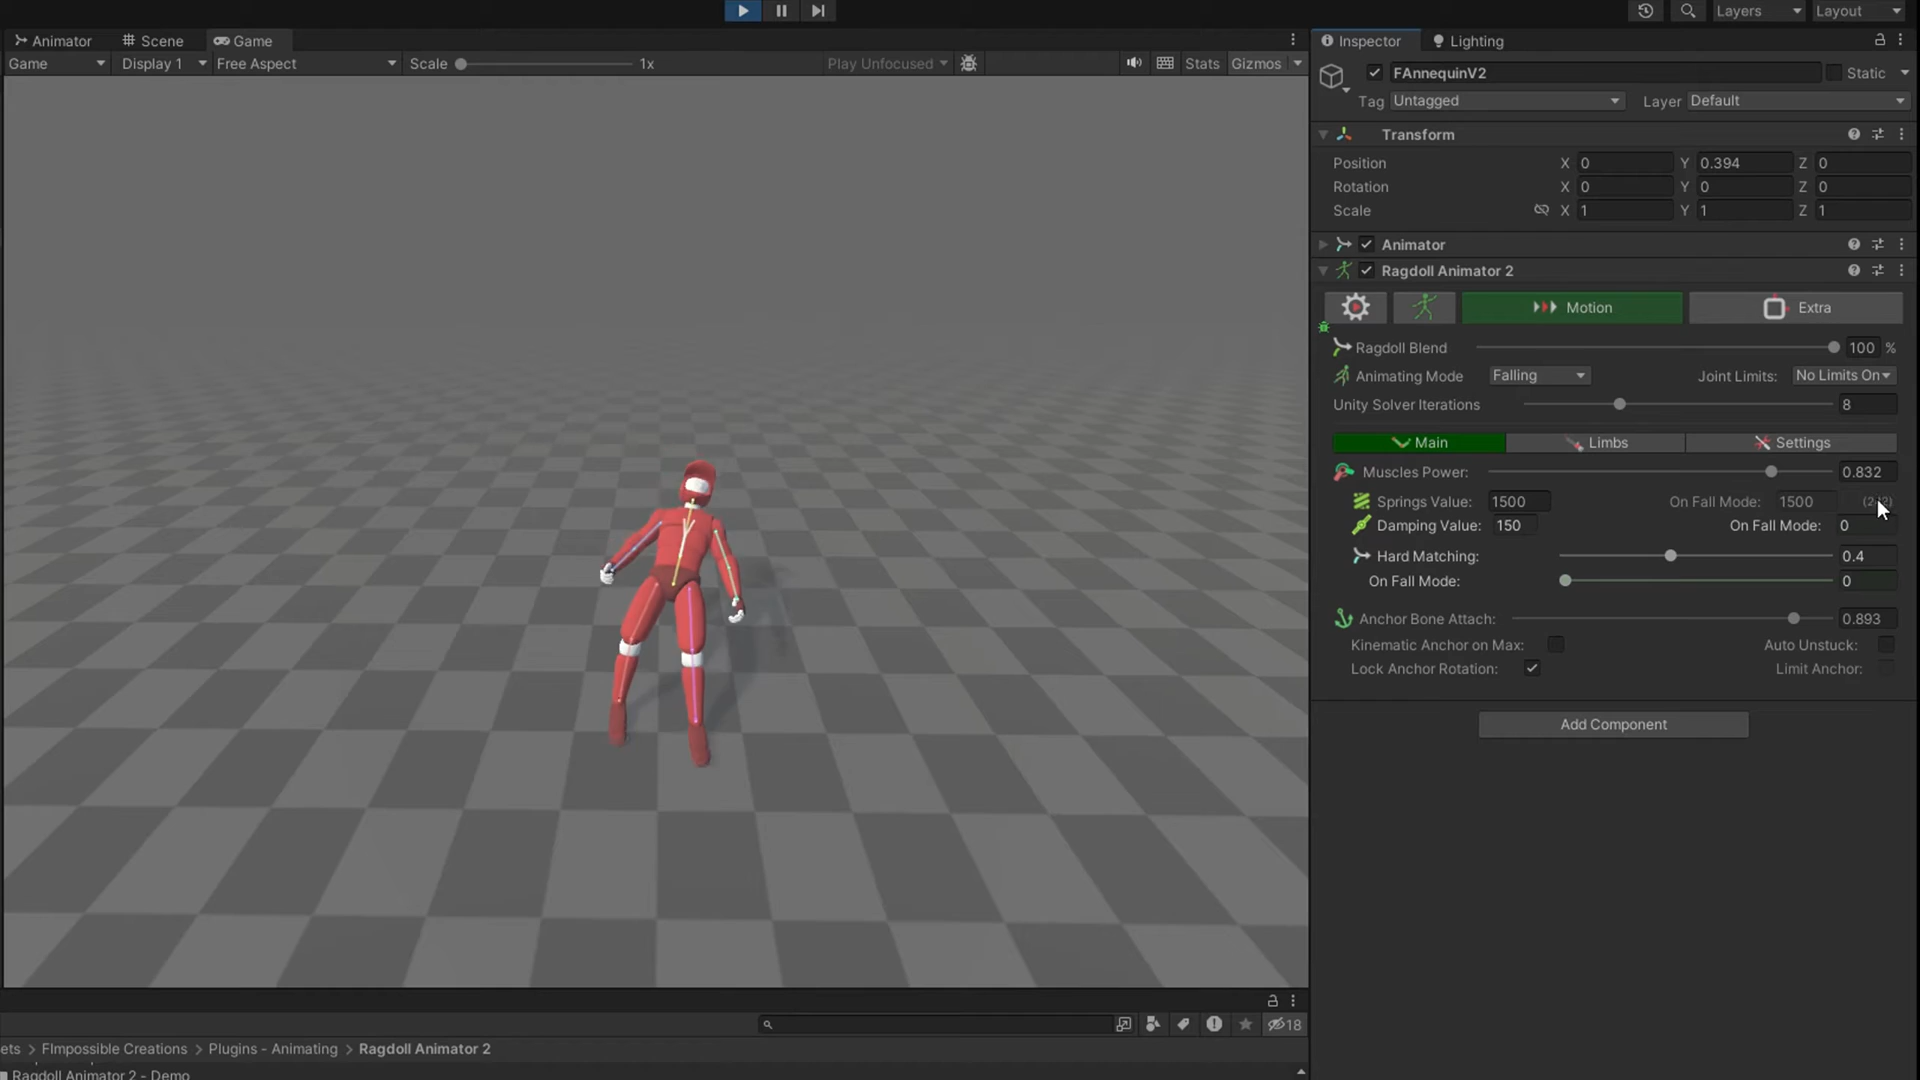 Layers Layout
Animator Scene Game
Inspector Lighting
Game Display 1 Free Aspect Scale 1x Play Unfocused Stats Gizmos
FAnnequinV2 Static
Tag Untagged Layer Default
Transform
Position X 0 Y 0.394 Z 0
Rotation X 0 Y 0 Z 0
Scale X 1 Y 1 Z 1
Animator
Ragdoll Animator 2
Motion Extra
Ragdoll Blend 100 %
Animating Mode Falling Joint Limits: No Limits On
Unity Solver Iterations 8
Main Limbs Settings
Muscles Power: 0.832
Springs Value: 1500 On Fall Mode: 1500
Damping Value: 150 On Fall Mode: 0
Hard Matching: 0.4
On Fall Mode: 0
Anchor Bone Attach: 0.893
Kinematic Anchor on Max: Auto Unstuck:
Lock Anchor Rotation: Limit Anchor:
Add Component
18
ets > FImpossible Creations > Plugins - Animating > Ragdoll Animator 2
Ragdoll Animator 2 - Demo